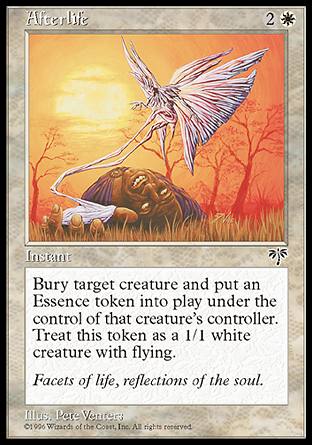 Afterlife 2
Instant
Bury target creature and put an
Essence token into play under the
control of that creature's controller.
Treat this token as a 1/1 white
creature with flying.
Facets of life, reflections of the soul.
Illus. Pete Venters
©1996 Wizards of the Coast, Inc. All rights reserved.